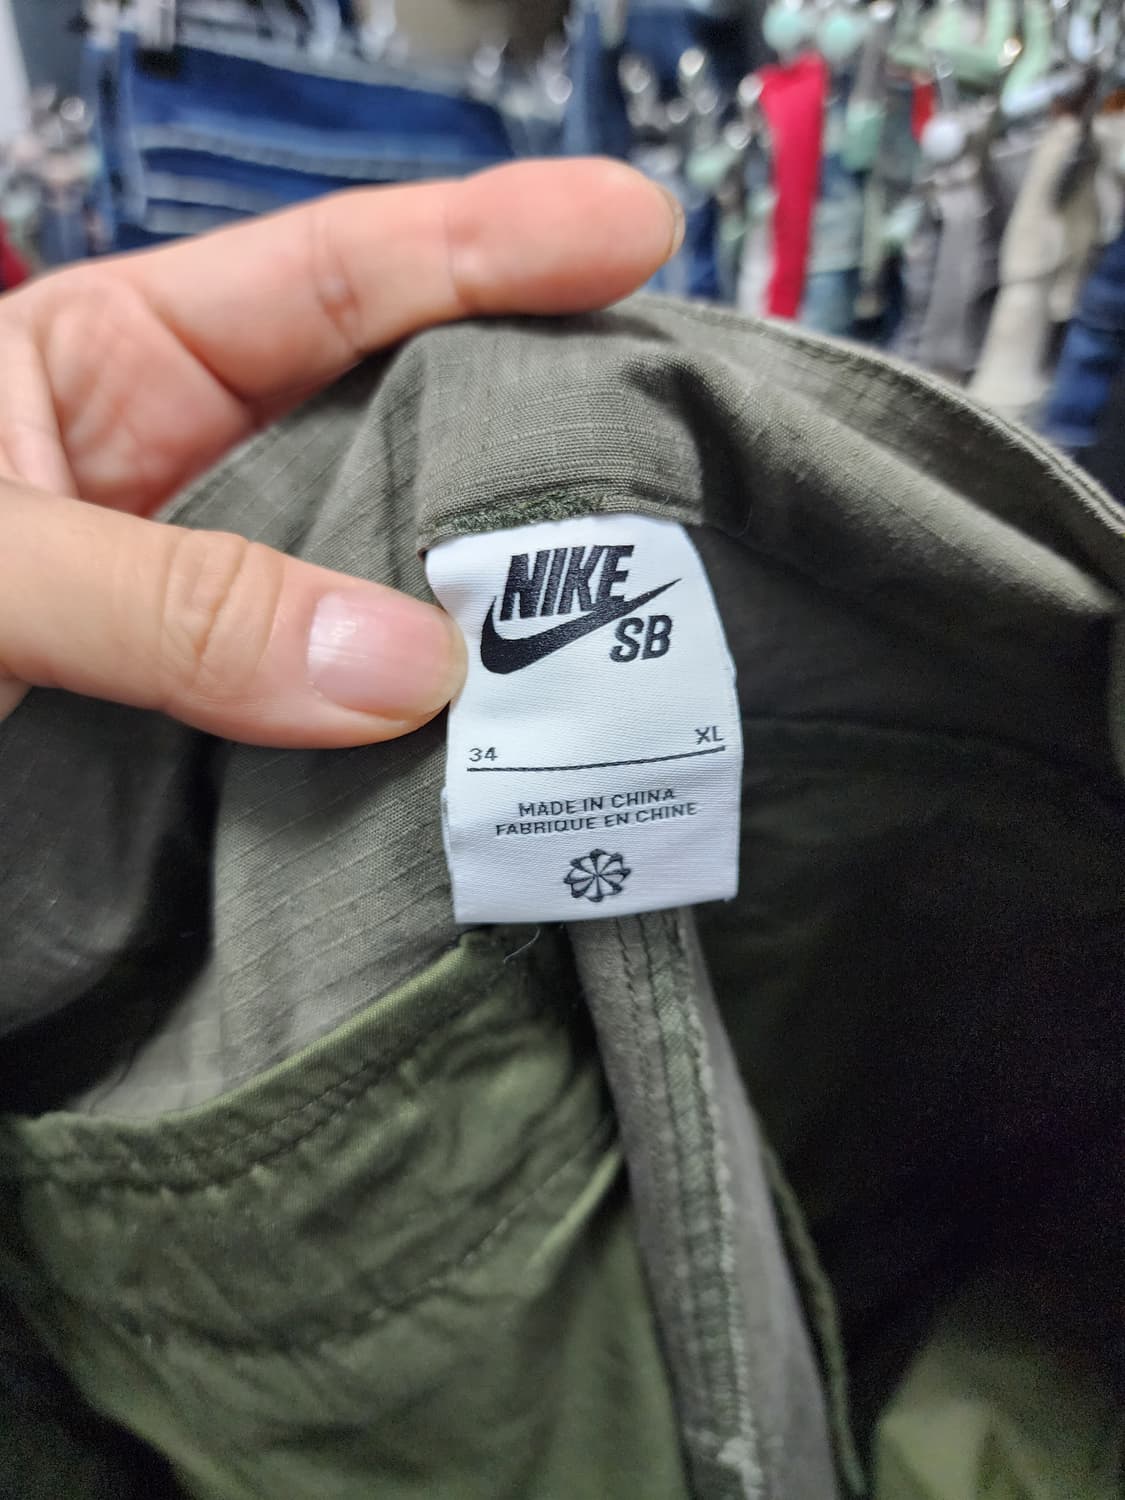 NIKE
SB
34 XL
MADE IN CHINA
FABRIQUE EN CHINE